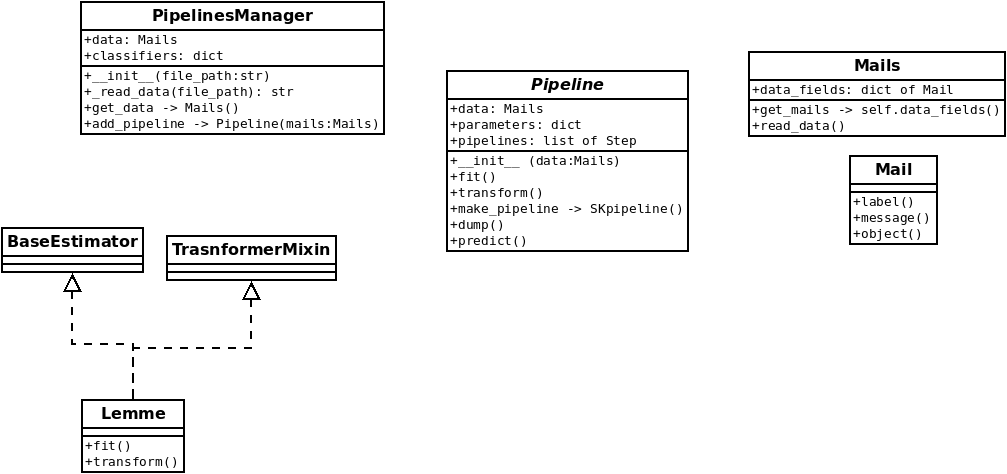 PipelinesManager
+data: Mails
+classifiers: dict
+__init__(file_path:str)
+_read_data(file_path): str
+get_data -> Mails()
+add_pipeline -> Pipeline(mails:Mails)
Pipeline
+data: Mails
+parameters: dict
+pipelines: list of Step
+__init__ (data:Mails)
+fit()
+transform()
+make_pipeline -> SKpipeline()
+dump()
+predict()
Mails
+data_fields: dict of Mail
+get_mails -> self.data_fields()
+read_data()
Mail
+label()
+message()
+object()
BaseEstimator
TrasnformerMixin
Lemme
+fit()
+transform()